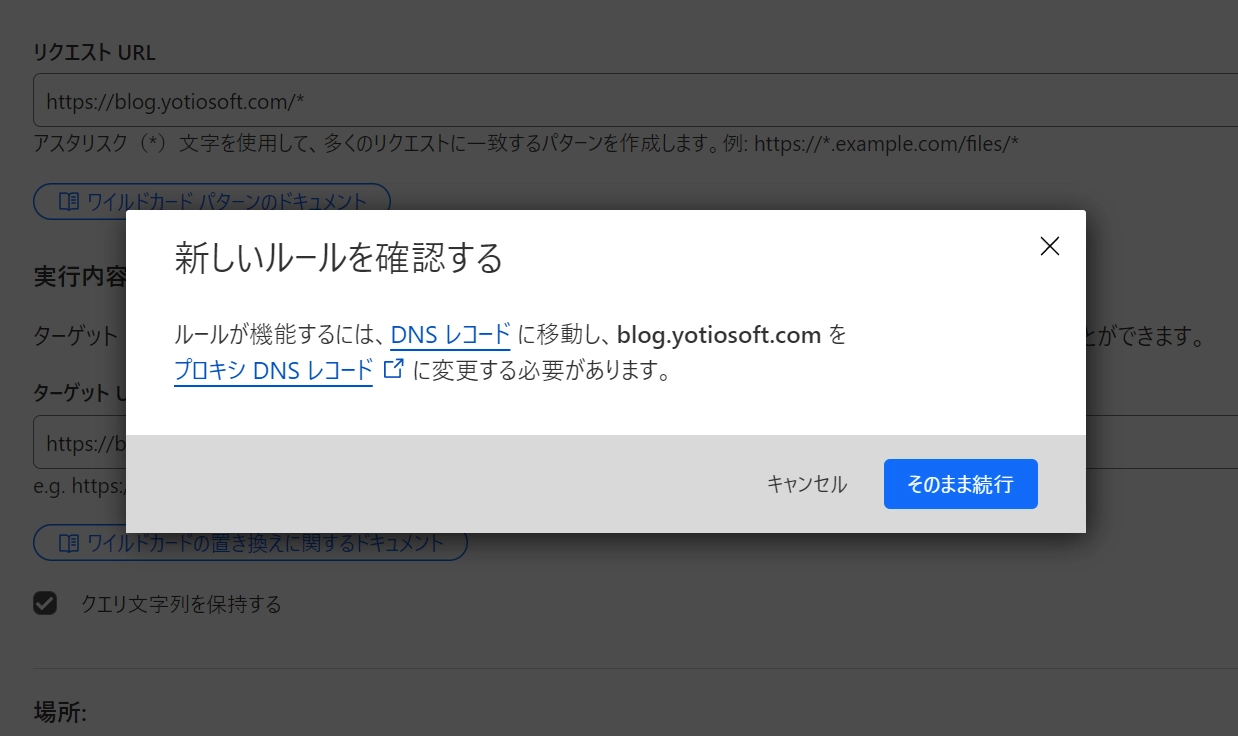 リクエスト URL
https://blog.yotiosoft.com/*
アスタリスク（*）文字を使用して、多くのリクエストに一致するパターンを作成します。例: https://*.example.com/files/*
ワイルドカード パターンのドキュメント
新しいルールを確認する
実行内容
ルールが機能するには、DNS レコード に移動し、blog.yotiosoft.com を
ターゲット
とができます。
プロキシ DNS レコード に変更する必要があります。
ターゲット U
https://b
キャンセル
そのまま続行
e.g. https:/
ワイルドカードの置き換えに関するドキュメント
クエリ文字列を保持する
場所: